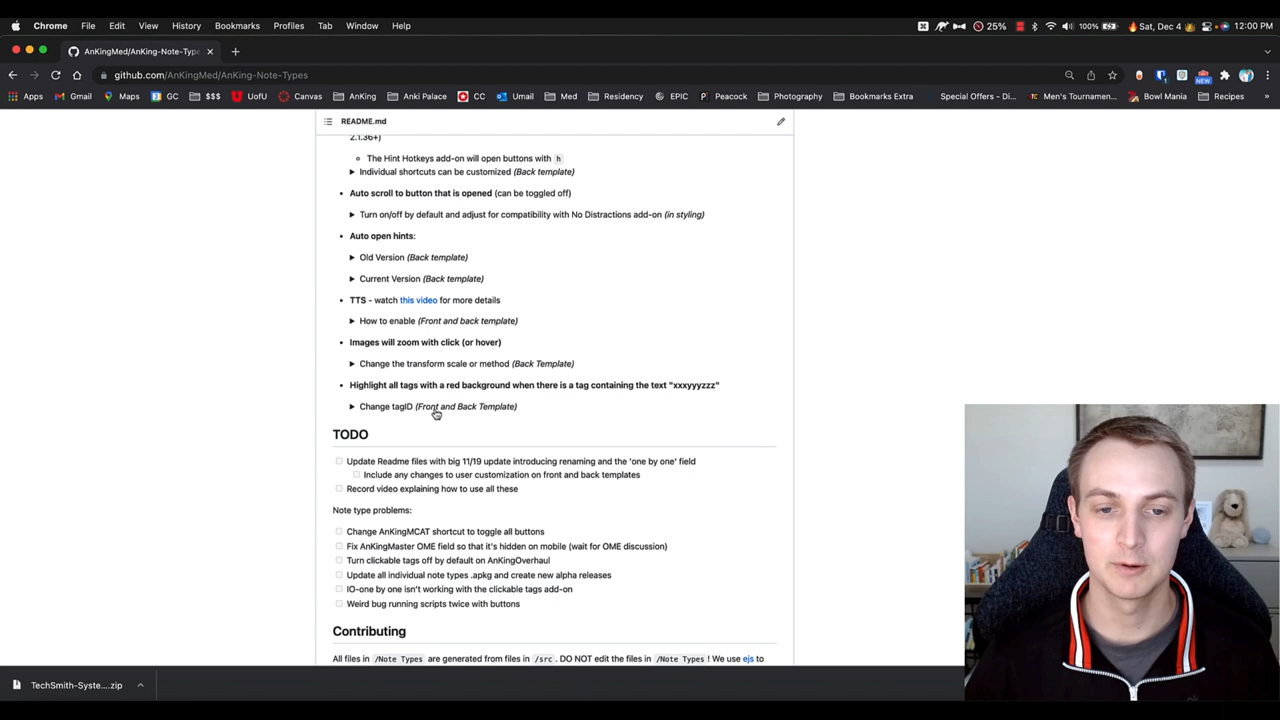 Chrome File Edit View History Bookmarks Profiles Tab Window Help 25% 100% Sat, Dec 4 12:00 PM
AnKingMed/AnKing-Note-Type
github.com/AnKingMed/AnKing-Note-Types
Apps Gmail Maps GC $$$ UofU Canvas AnKing Anki Palace CC Umail Med Residency EPIC Peacock Photography Bookmarks Extra Special Offers - Di... Men's Tournamen... Bowl Mania Recipes »
README.md
2.1.36+)
The Hint Hotkeys add-on will open buttons with h
Individual shortcuts can be customized (Back template)
Auto scroll to button that is opened (can be toggled off)
Turn on/off by default and adjust for compatibility with No Distractions add-on (in styling)
Auto open hints:
Old Version (Back template)
Current Version (Back template)
TTS - watch this video for more details
How to enable (Front and back template)
Images will zoom with click (or hover)
Change the transform scale or method (Back Template)
Highlight all tags with a red background when there is a tag containing the text "xxxyyyzzz"
Change tagID (Front and Back Template)
TODO
Update Readme files with big 11/19 update introducing renaming and the 'one by one' field
Include any changes to user customization on front and back templates
Record video explaining how to use all these
Note type problems:
Change AnKingMCAT shortcut to toggle all buttons
Fix AnKingMaster OME field so that it's hidden on mobile (wait for OME discussion)
Turn clickable tags off by default on AnKingOverhaul
Update all individual note types .apkg and create new alpha releases
IO-one by one isn't working with the clickable tags add-on
Weird bug running scripts twice with buttons
Contributing
All files in /Note Types are generated from files in /src. DO NOT edit the files in /Note Types ! We use ejs to
TechSmith-Syste....zip